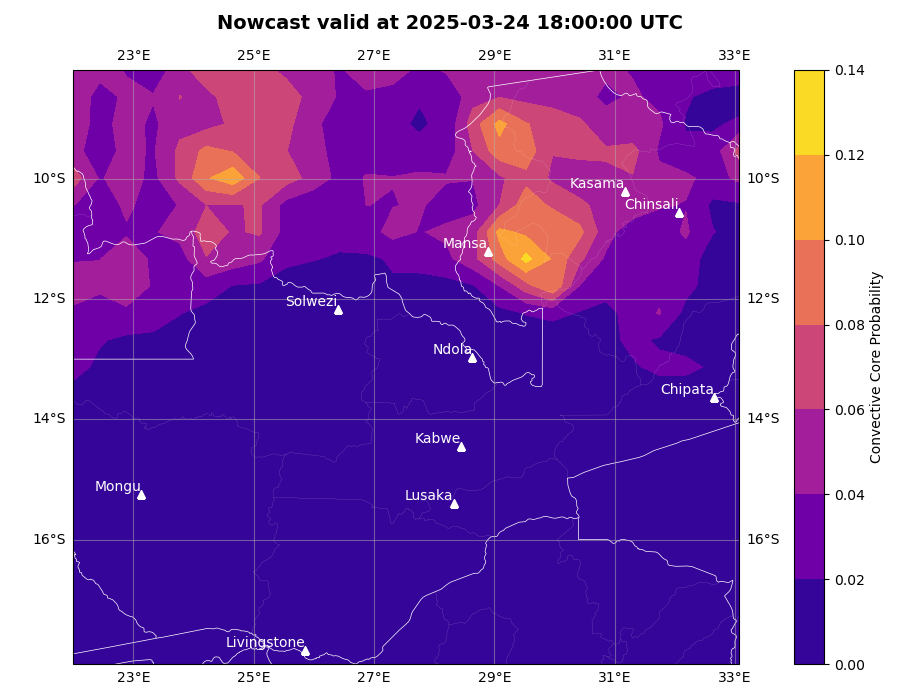 Nowcast valid at 2025-03-24 18:00:00 UTC
23°E 25°E 27°E 29°E 31°E 33°E
0.14
0.12
10°S 10°S
Kasama
Chinsali
0.10
Mansa
12°S 12°S
Solwezi
0.08
Ndola
Chipata
0.06
14°S 14°S
Kabwe
Mongu
Lusaka
0.04
16°S 16°S
0.02
Livingstone
0.00
23°E 25°E 27°E 29°E 31°E 33°E
Convective Core Probability